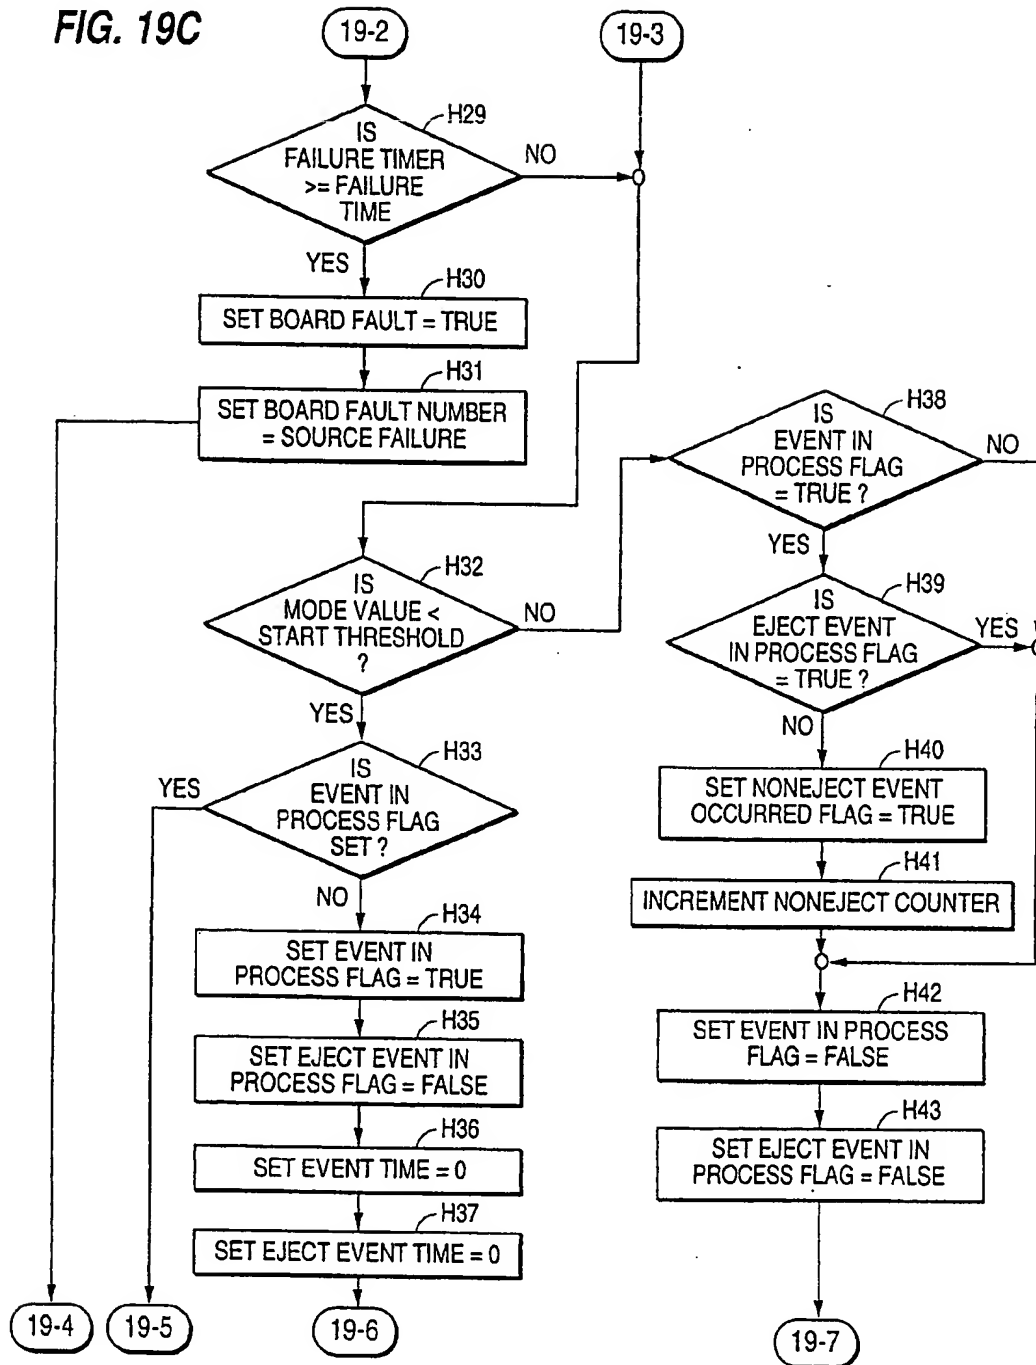 FIG. 19C
19-2
19-3
H29
IS
FAILURE TIMER
>= FAILURE
TIME
NO
YES
H30
SET BOARD FAULT = TRUE
H31
SET BOARD FAULT NUMBER
= SOURCE FAILURE
H32
IS
MODE VALUE <
START THRESHOLD
?
NO
YES
H33
IS
EVENT IN
PROCESS FLAG
SET ?
YES
NO
H34
SET EVENT IN
PROCESS FLAG = TRUE
H35
SET EJECT EVENT IN
PROCESS FLAG = FALSE
H36
SET EVENT TIME = 0
H37
SET EJECT EVENT TIME = 0
19-4
19-5
19-6
H38
IS
EVENT IN
PROCESS FLAG
= TRUE ?
NO
YES
H39
IS
EJECT EVENT
IN PROCESS FLAG
= TRUE ?
YES
NO
H40
SET NONEJECT EVENT
OCCURRED FLAG = TRUE
H41
INCREMENT NONEJECT COUNTER
H42
SET EVENT IN PROCESS
FLAG = FALSE
H43
SET EJECT EVENT IN
PROCESS FLAG = FALSE
19-7